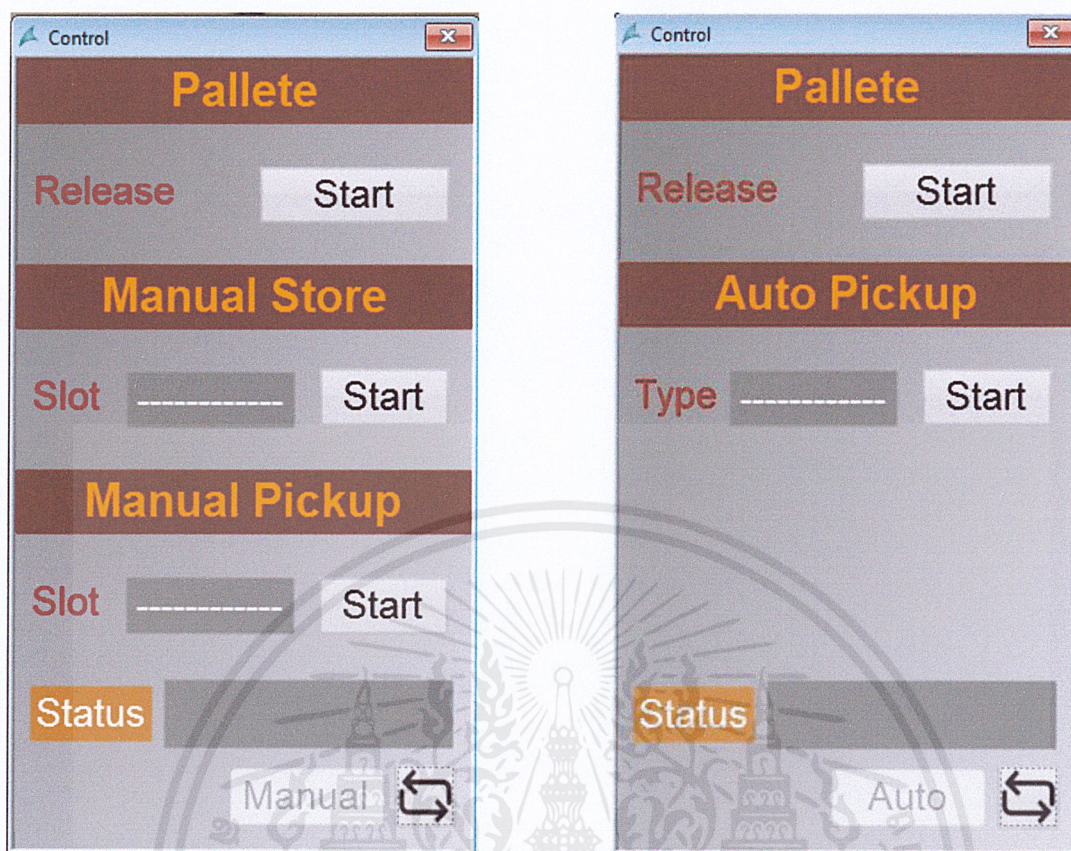 Control
Pallete
Release Start
Manual Store
Slot ------------ Start
Manual Pickup
Slot ------------ Start
Status
Manual
Control
Pallete
Release Start
Auto Pickup
Type ------------ Start
Status
Auto